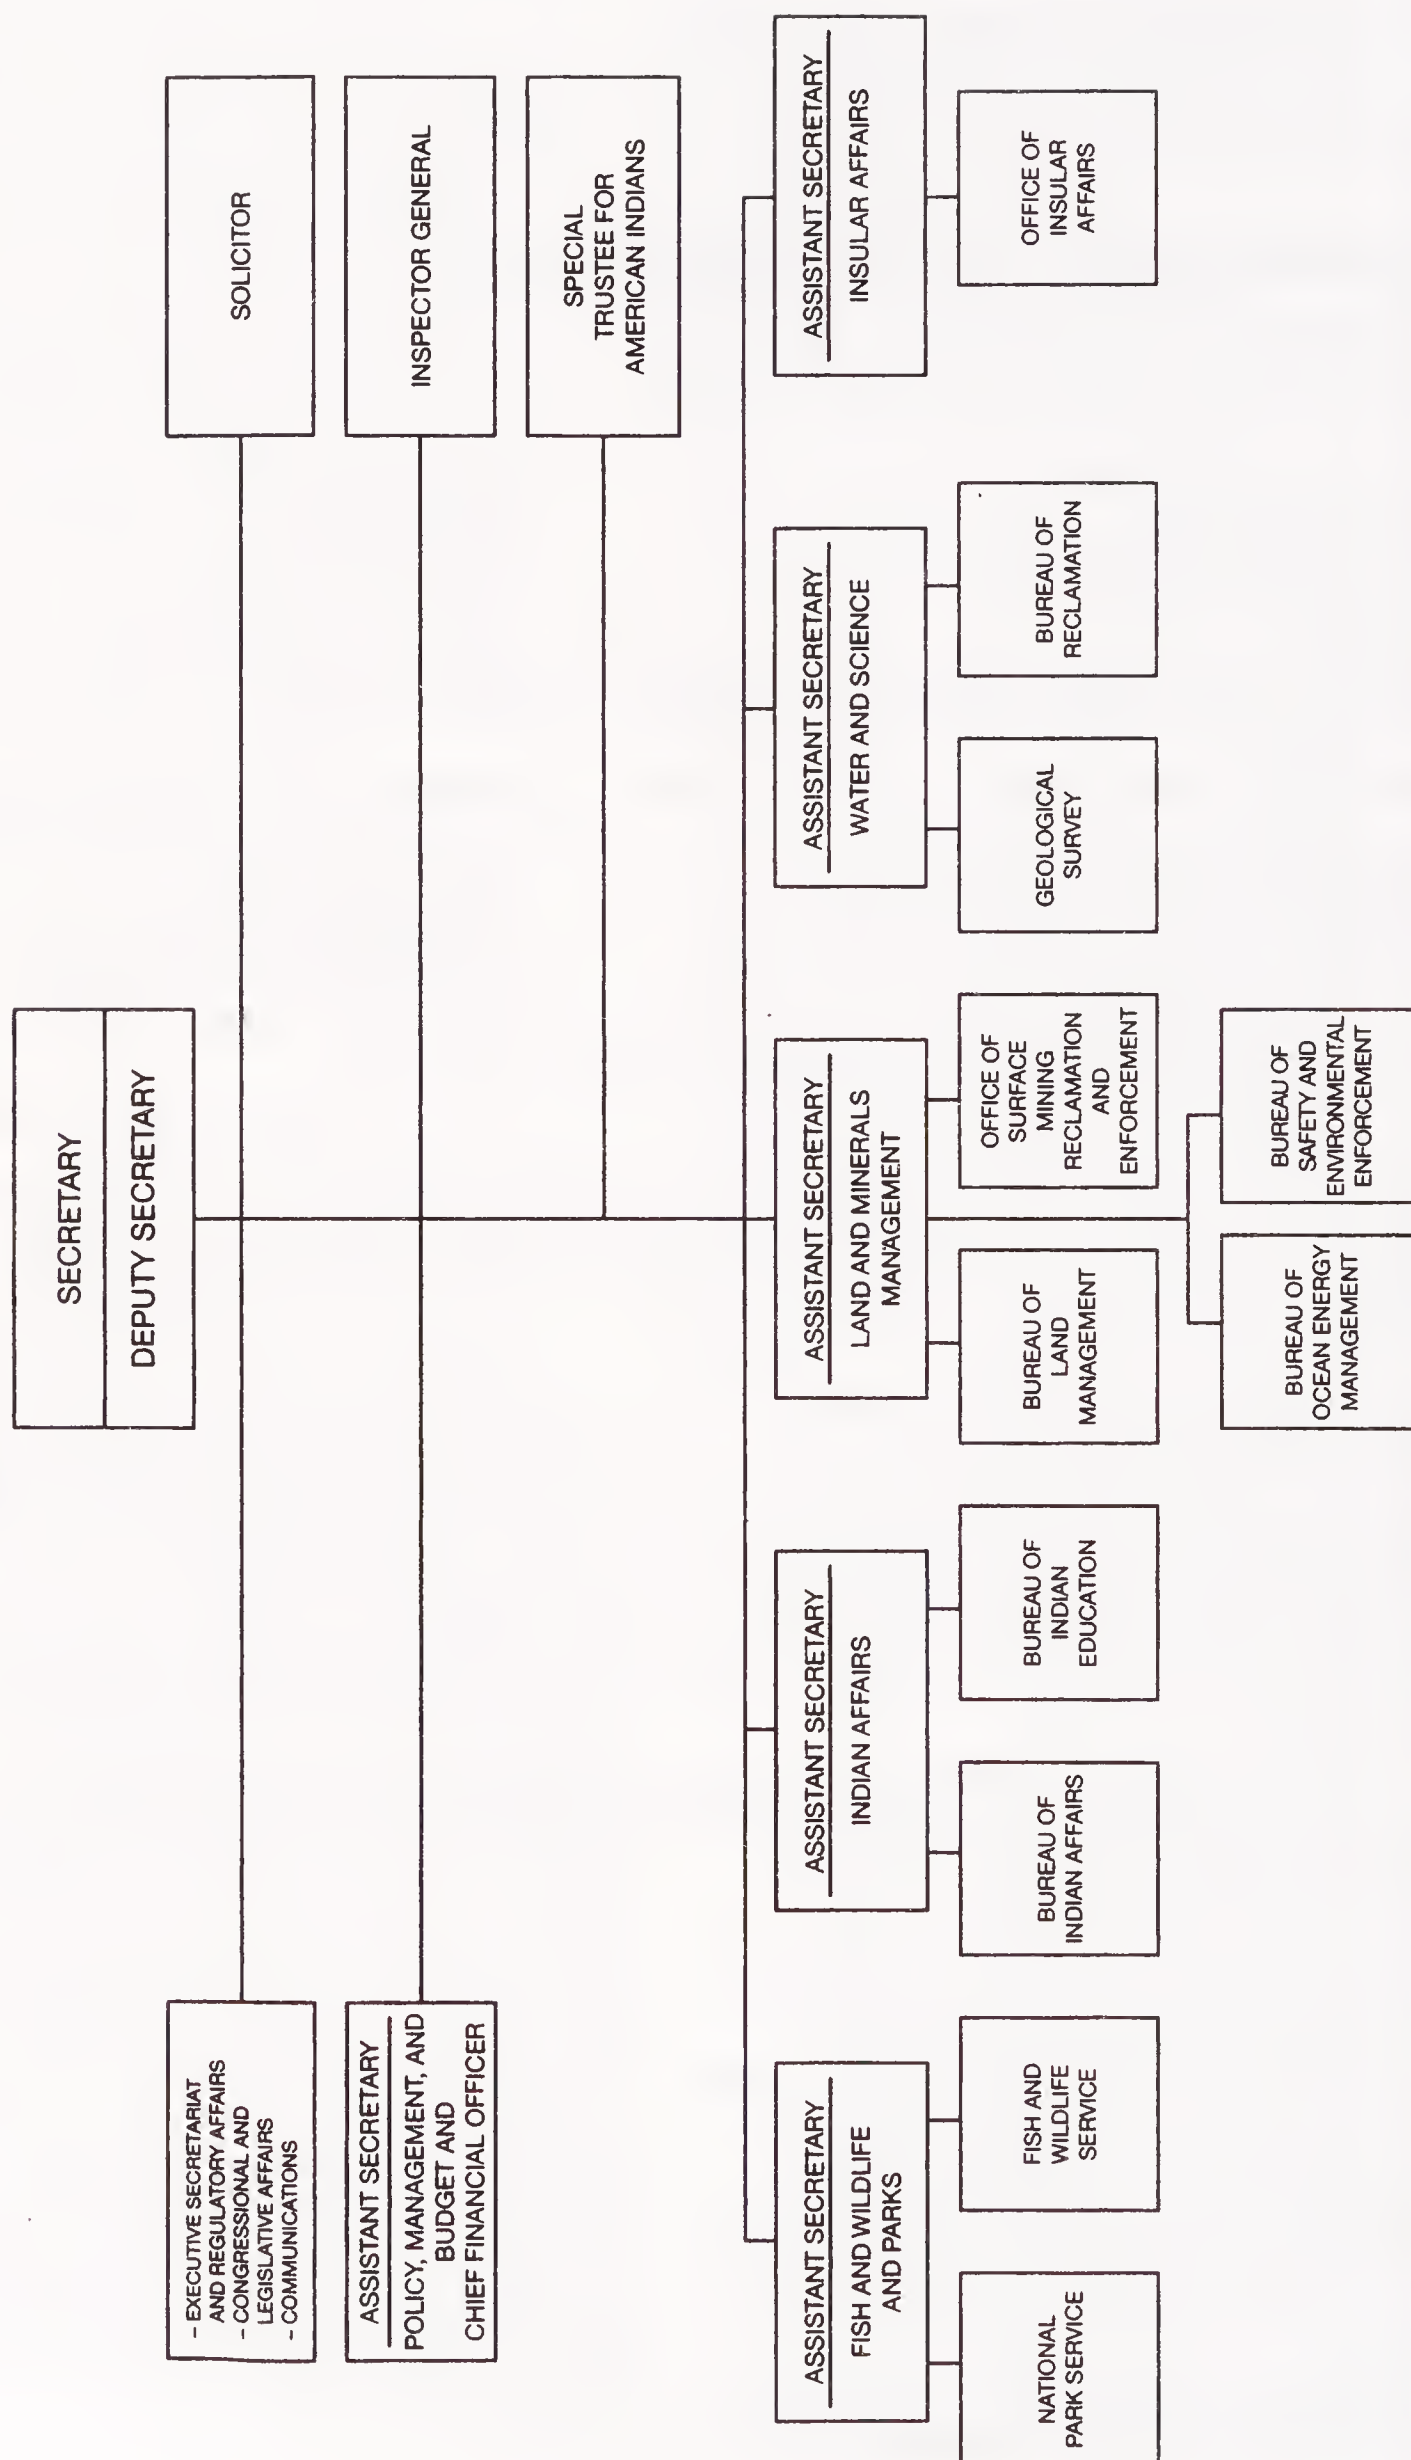 SECRETARY
DEPUTY SECRETARY
– EXECUTIVE SECRETARIAT
AND REGULATORY AFFAIRS
– CONGRESSIONAL AND
LEGISLATIVE AFFAIRS
– COMMUNICATIONS
SOLICITOR
ASSISTANT SECRETARY
POLICY, MANAGEMENT, AND
BUDGET AND
CHIEF FINANCIAL OFFICER
INSPECTOR GENERAL
SPECIAL
TRUSTEE FOR
AMERICAN INDIANS
ASSISTANT SECRETARY
FISH AND WILDLIFE
AND PARKS
ASSISTANT SECRETARY
INDIAN AFFAIRS
ASSISTANT SECRETARY
LAND AND MINERALS
MANAGEMENT
ASSISTANT SECRETARY
WATER AND SCIENCE
ASSISTANT SECRETARY
INSULAR AFFAIRS
NATIONAL
PARK SERVICE
FISH AND
WILDLIFE
SERVICE
BUREAU OF
INDIAN AFFAIRS
BUREAU OF
INDIAN
EDUCATION
BUREAU OF
LAND
MANAGEMENT
OFFICE OF
SURFACE
MINING
RECLAMATION
AND
ENFORCEMENT
GEOLOGICAL
SURVEY
BUREAU OF
RECLAMATION
OFFICE OF
INSULAR
AFFAIRS
BUREAU OF
OCEAN ENERGY
MANAGEMENT
BUREAU OF
SAFETY AND
ENVIRONMENTAL
ENFORCEMENT